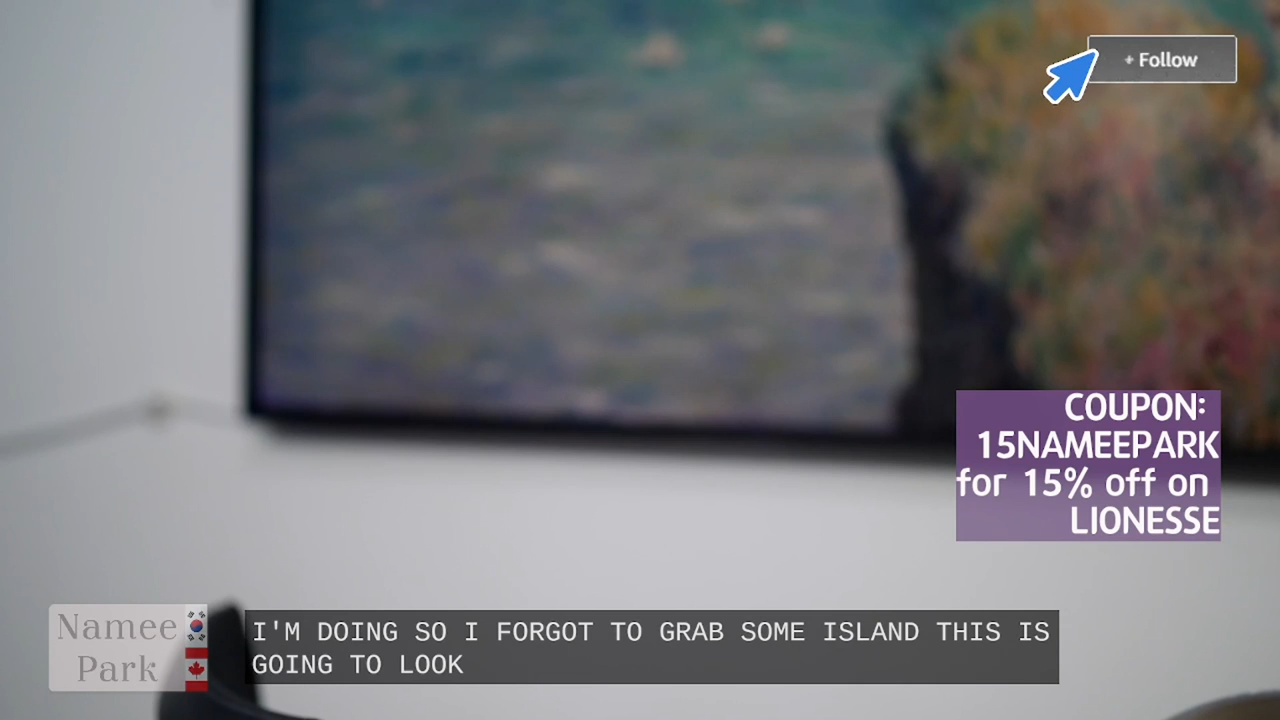 + Follow
COUPON:
15NAMEEPARK
for 15% off on
LIONESSE
Namee
Park
I'M DOING SO I FORGOT TO GRAB SOME ISLAND THIS IS
GOING TO LOOK